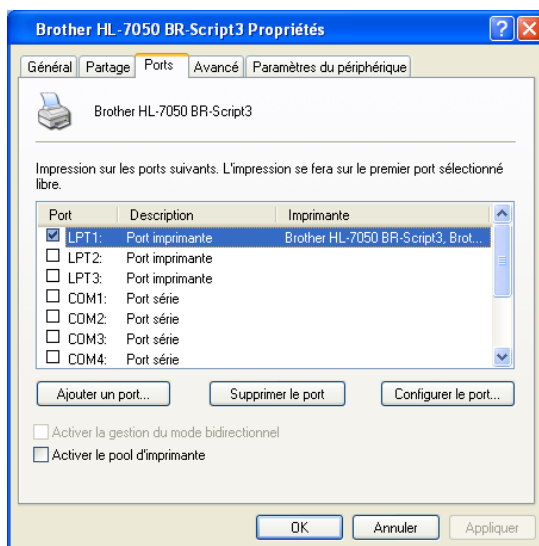 Brother HL-7050 BR-Script3 Propriétés
Général Partage Ports Avancé Paramètres du périphérique
Brother HL-7050 BR-Script3
Impression sur les ports suivants. L'impression se fera sur le premier port sélectionné
libre.
Port Description Imprimante
LPT1: Port imprimante Brother HL-7050 BR-Script3, Brot...
LPT2: Port imprimante
LPT3: Port imprimante
COM1: Port série
COM2: Port série
COM3: Port série
COM4: Port série
Ajouter un port... Supprimer le port Configurer le port...
Activer la gestion du mode bidirectionnel
Activer le pool d'imprimante
OK Annuler Appliquer